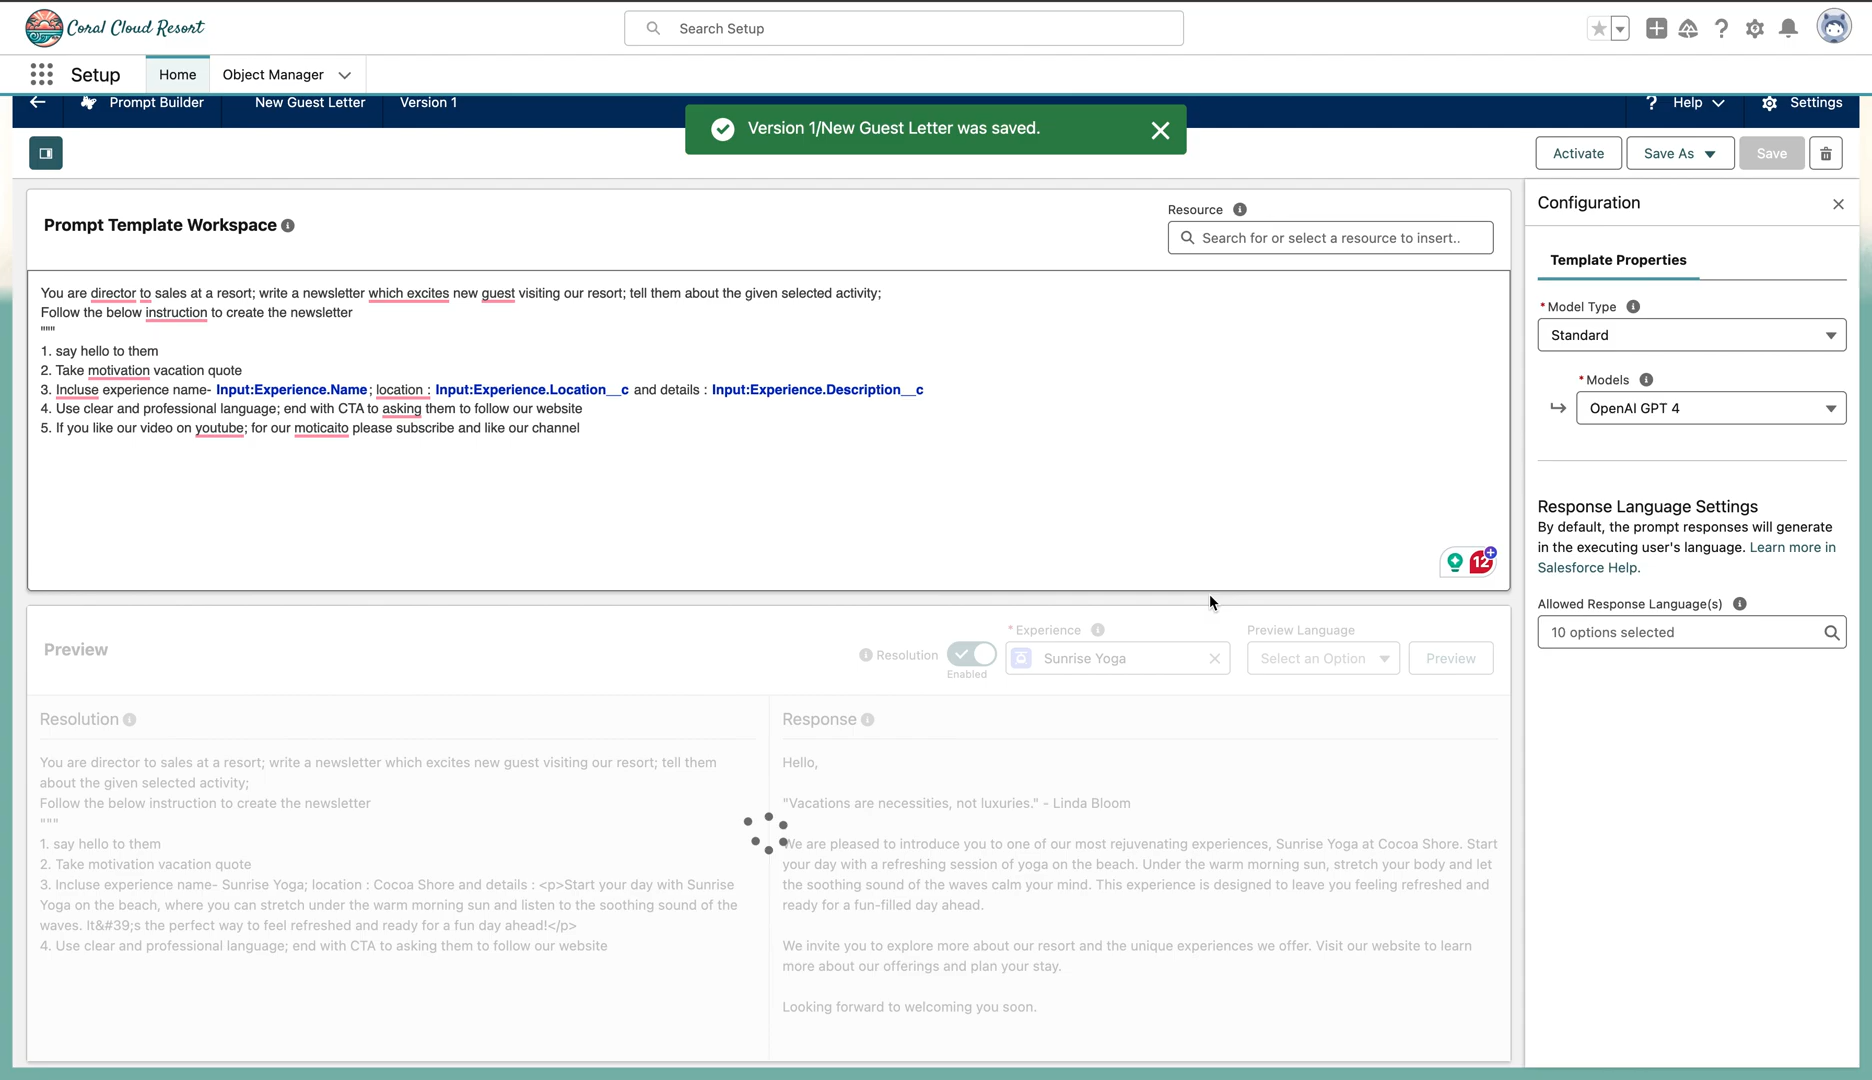 Coral Cloud Resort
Search Setup
Setup
Home
Object Manager
Prompt Builder
New Guest Letter
Version 1
Version 1/New Guest Letter was saved.
? Help
Settings
Activate
Save As
Save
Prompt Template Workspace
Resource
Search for or select a resource to insert..
You are director to sales at a resort; write a newsletter which excites new guest visiting our resort; tell them about the given selected activity;
Follow the below instruction to create the newsletter
"""
1. say hello to them
2. Take motivation vacation quote
3. Incluse experience name- Input:Experience.Name; location : Input:Experience.Location__c and details : Input:Experience.Description__c
4. Use clear and professional language; end with CTA to asking them to follow our website
5. If you like our video on youtube; for our moticaito please subscribe and like our channel
12
Configuration
Template Properties
*Model Type
Standard
*Models
OpenAI GPT 4
Response Language Settings
By default, the prompt responses will generate
in the executing user's language. Learn more in
Salesforce Help.
Allowed Response Language(s)
10 options selected
Preview
Resolution
Enabled
*Experience
Sunrise Yoga
Preview Language
Select an Option
Preview
Resolution
You are director to sales at a resort; write a newsletter which excites new guest visiting our resort; tell them
about the given selected activity;
Follow the below instruction to create the newsletter
"""
1. say hello to them
2. Take motivation vacation quote
3. Incluse experience name- Sunrise Yoga; location : Cocoa Shore and details : <p>Start your day with Sunrise
Yoga on the beach, where you can stretch under the warm morning sun and listen to the soothing sound of the
waves. It&#39;s the perfect way to feel refreshed and ready for a fun day ahead!</p>
4. Use clear and professional language; end with CTA to asking them to follow our website
Response
Hello,
"Vacations are necessities, not luxuries." - Linda Bloom
We are pleased to introduce you to one of our most rejuvenating experiences, Sunrise Yoga at Cocoa Shore. Start
your day with a refreshing session of yoga on the beach. Under the warm morning sun, stretch your body and let
the soothing sound of the waves calm your mind. This experience is designed to leave you feeling refreshed and
ready for a fun-filled day ahead.
We invite you to explore more about our resort and the unique experiences we offer. Visit our website to learn
more about our offerings and plan your stay.
Looking forward to welcoming you soon.